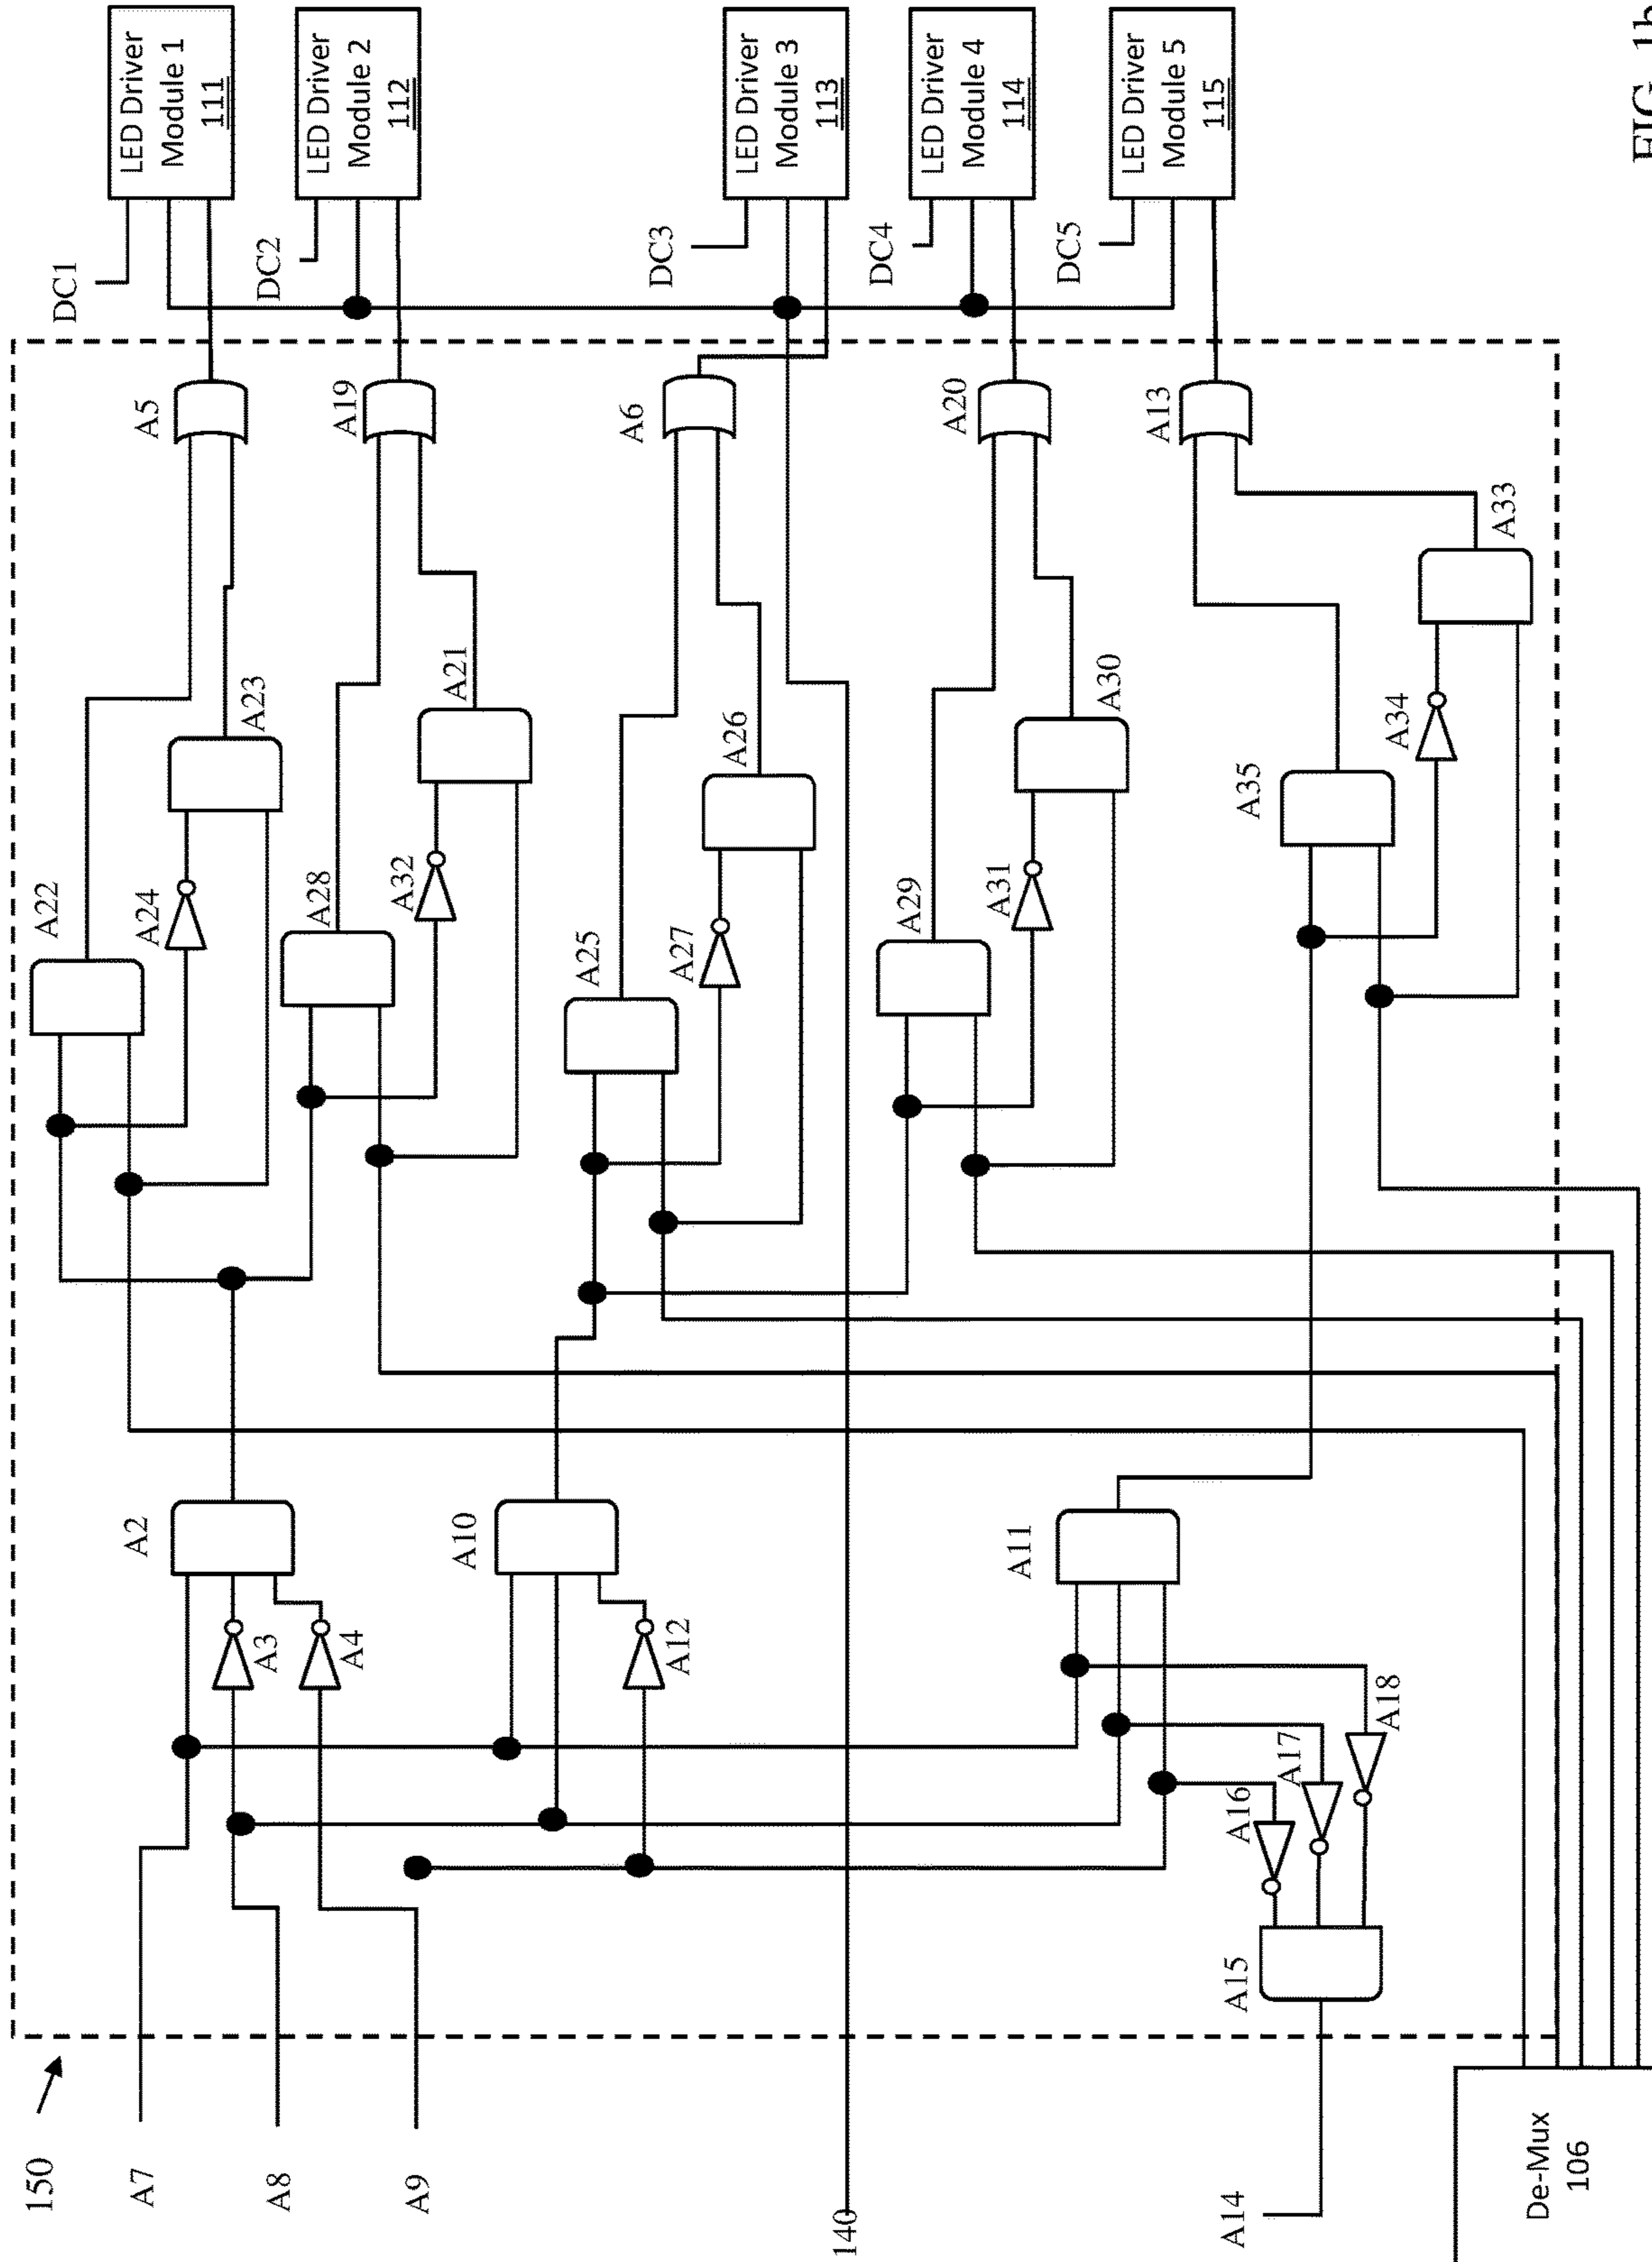 150
A7
A8
A9
140
A14
De-Mux
106
A2
A3
A4
A10
A12
A11
A15
A16
A17
A18
A22
A24
A23
A28
A32
A21
A25
A27
A26
A29
A31
A30
A35
A34
A33
A5
A19
A6
A20
A13
DC1
DC2
DC3
DC4
DC5
LED Driver
Module 1
111
LED Driver
Module 2
112
LED Driver
Module 3
113
LED Driver
Module 4
114
LED Driver
Module 5
115
FIG. 1b